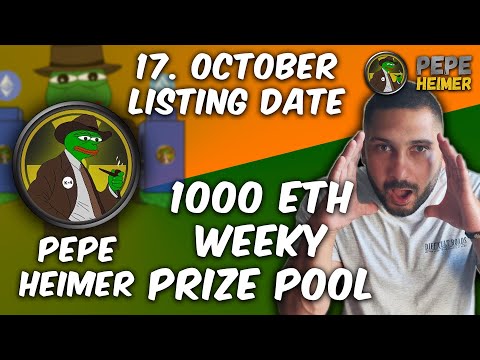 17. OCTOBER
LISTING DATE
PEPE
HEIMER
1000 ETH
WEEKY
PRIZE POOL
PEPE
HEIMER